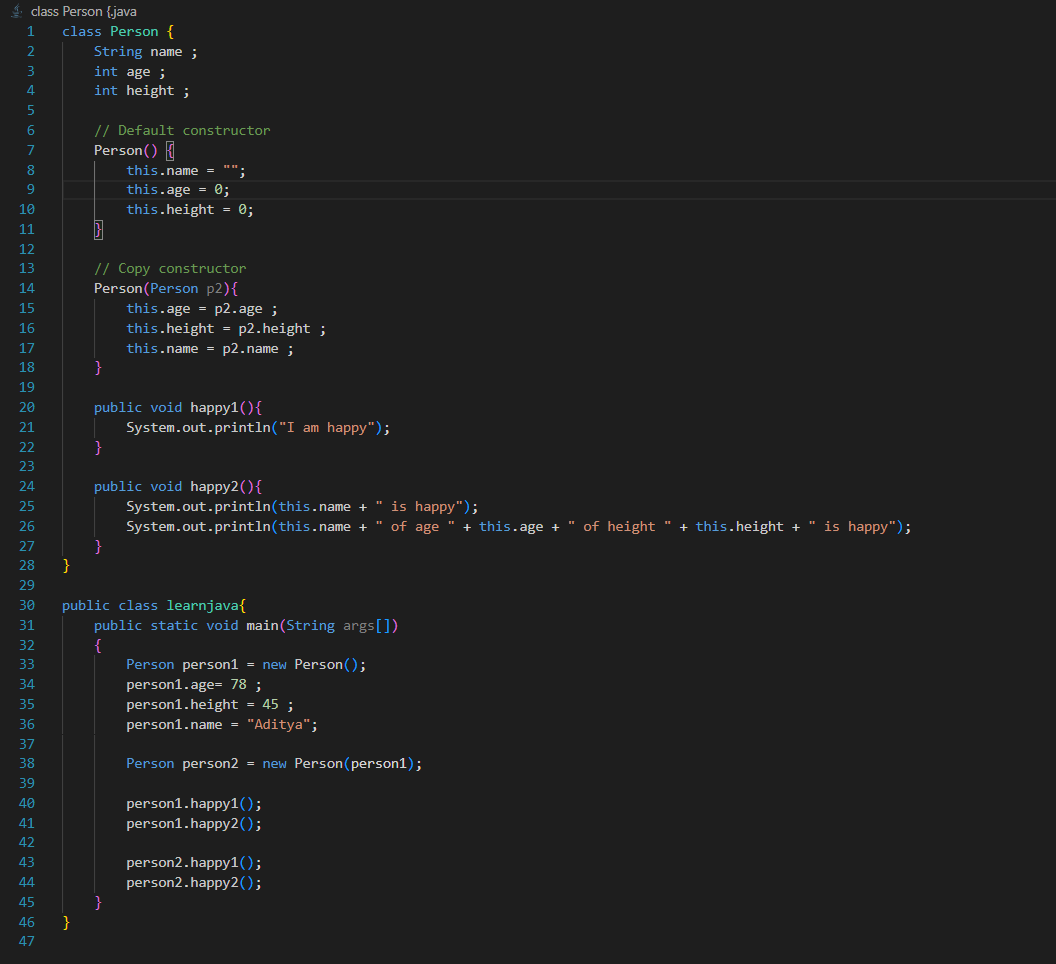 class Person {.java
1 class Person {
2     String name ;
3     int age ;
4     int height ;
5
6     // Default constructor
7     Person() {
8         this.name = "";
9         this.age = 0;
10         this.height = 0;
11     }
12
13     // Copy constructor
14     Person(Person p2){
15         this.age = p2.age ;
16         this.height = p2.height ;
17         this.name = p2.name ;
18     }
19
20     public void happy1(){
21         System.out.println("I am happy");
22     }
23
24     public void happy2(){
25         System.out.println(this.name + " is happy");
26         System.out.println(this.name + " of age " + this.age + " of height " + this.height + " is happy");
27     }
28 }
29
30 public class learnjava{
31     public static void main(String args[])
32     {
33         Person person1 = new Person();
34         person1.age= 78 ;
35         person1.height = 45 ;
36         person1.name = "Aditya";
37
38         Person person2 = new Person(person1);
39
40         person1.happy1();
41         person1.happy2();
42
43         person2.happy1();
44         person2.happy2();
45     }
46 }
47